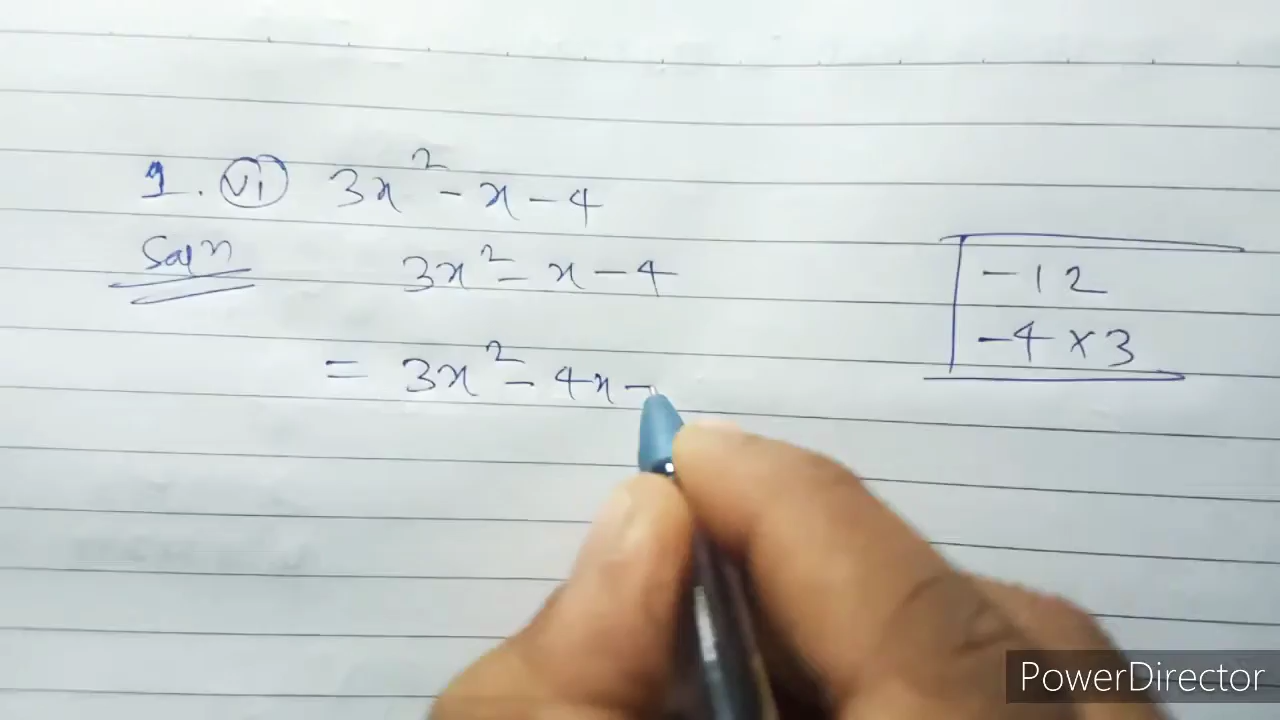 1. (vi) 3x² - x - 4
Solⁿ 3x² - x - 4
= 3x² - 4x -
-12
-4 x 3
PowerDirector